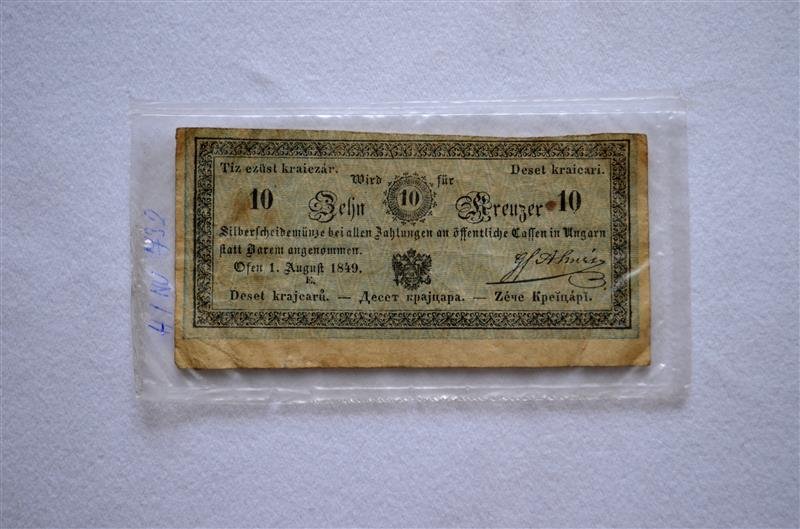 Tiz ezüst kraiczár.
Deset kraicari.
Wird für
10 Zehn 10 Kreuzer 10
Silberscheidemünze bei allen Zahlungen an öffentliche Cassen in Ungarn
statt Barem angenommen.
Ofen 1. August 1849.
E.
Deset krajcarů. — Десет крајцара. — Zéче Креīцáрī.